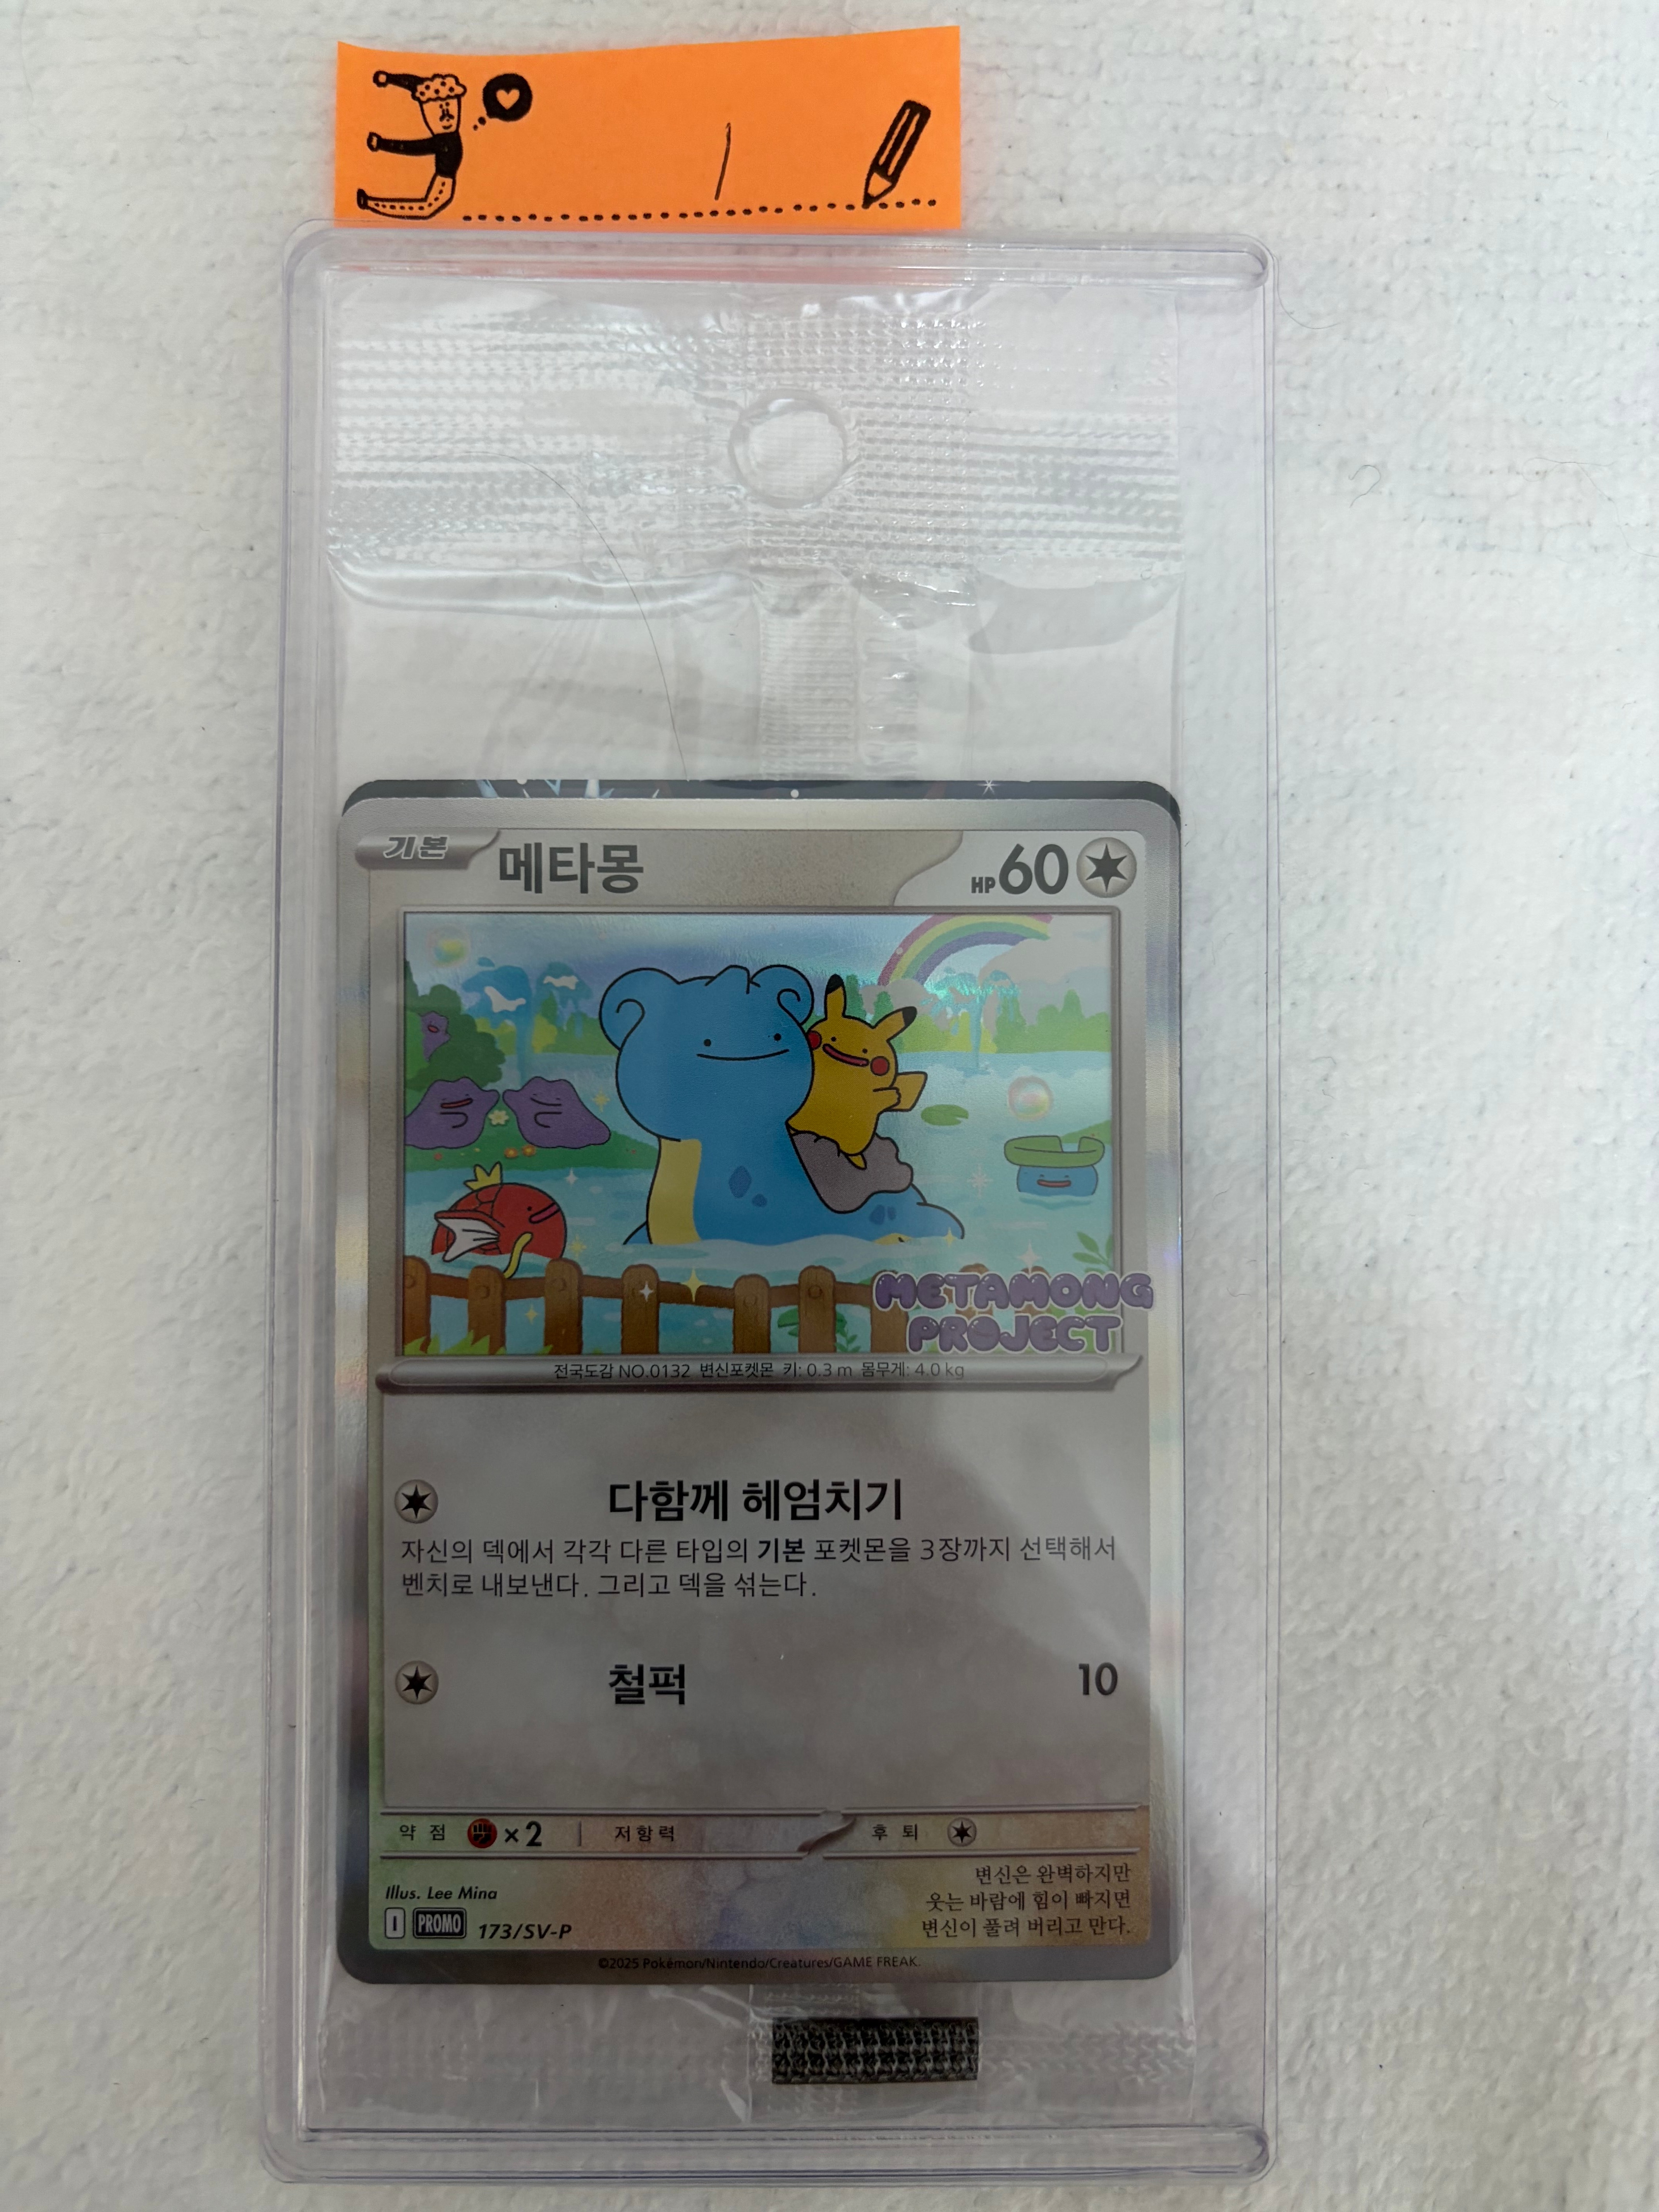 1
기본 메타몽 HP 60
METAMONG
PROJECT
전국도감 NO.0132 변신포켓몬 키: 0.3 m 몸무게: 4.0 kg
다함께 헤엄치기
자신의 덱에서 각각 다른 타입의 기본 포켓몬을 3장까지 선택해서
벤치로 내보낸다. 그리고 덱을 섞는다.
철퍽 10
약점 ×2 저항력 후퇴
Illus. Lee Mina
I PROMO 173/SV-P
변신은 완벽하지만
웃는 바람에 힘이 빠지면
변신이 풀려 버리고 만다.
©2025 Pokémon/Nintendo/Creatures/GAME FREAK.